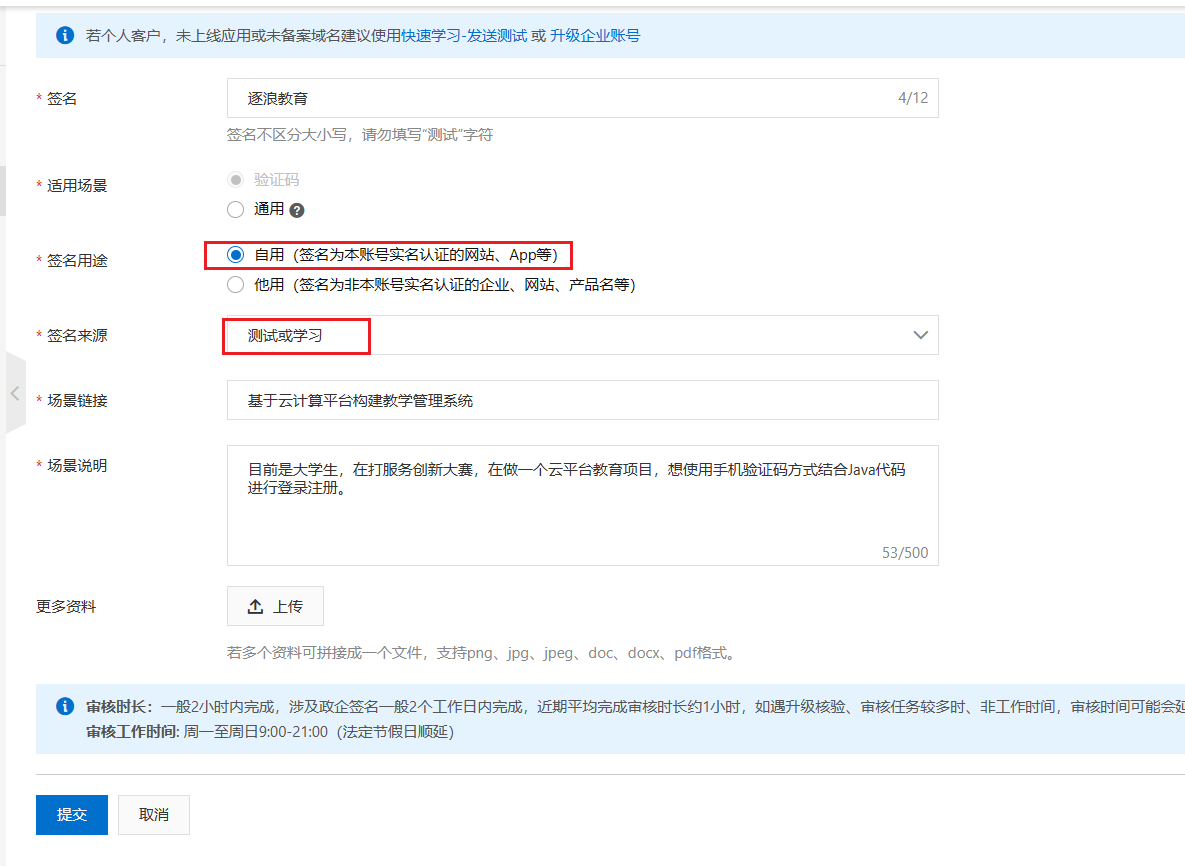 若个人客户，未上线应用或未备案域名建议使用快速学习-发送测试 或 升级企业账号
* 签名
逐浪教育
4/12
签名不区分大小写，请勿填写“测试”字符
* 适用场景
验证码
通用
* 签名用途
自用（签名为本账号实名认证的网站、App等）
他用（签名为非本账号实名认证的企业、网站、产品名等）
* 签名来源
测试或学习
* 场景链接
基于云计算平台构建教学管理系统
* 场景说明
目前是大学生，在打服务创新大赛，在做一个云平台教育项目，想使用手机验证码方式结合Java代码
进行登录注册。
53/500
更多资料
上传
若多个资料可拼接成一个文件，支持png、jpg、jpeg、doc、docx、pdf格式。
审核时长：一般2小时内完成，涉及政企签名一般2个工作日内完成，近期平均完成审核时长约1小时，如遇升级核验、审核任务较多时、非工作时间，审核时间可能会延
审核工作时间: 周一至周日9:00-21:00（法定节假日顺延）
提交
取消